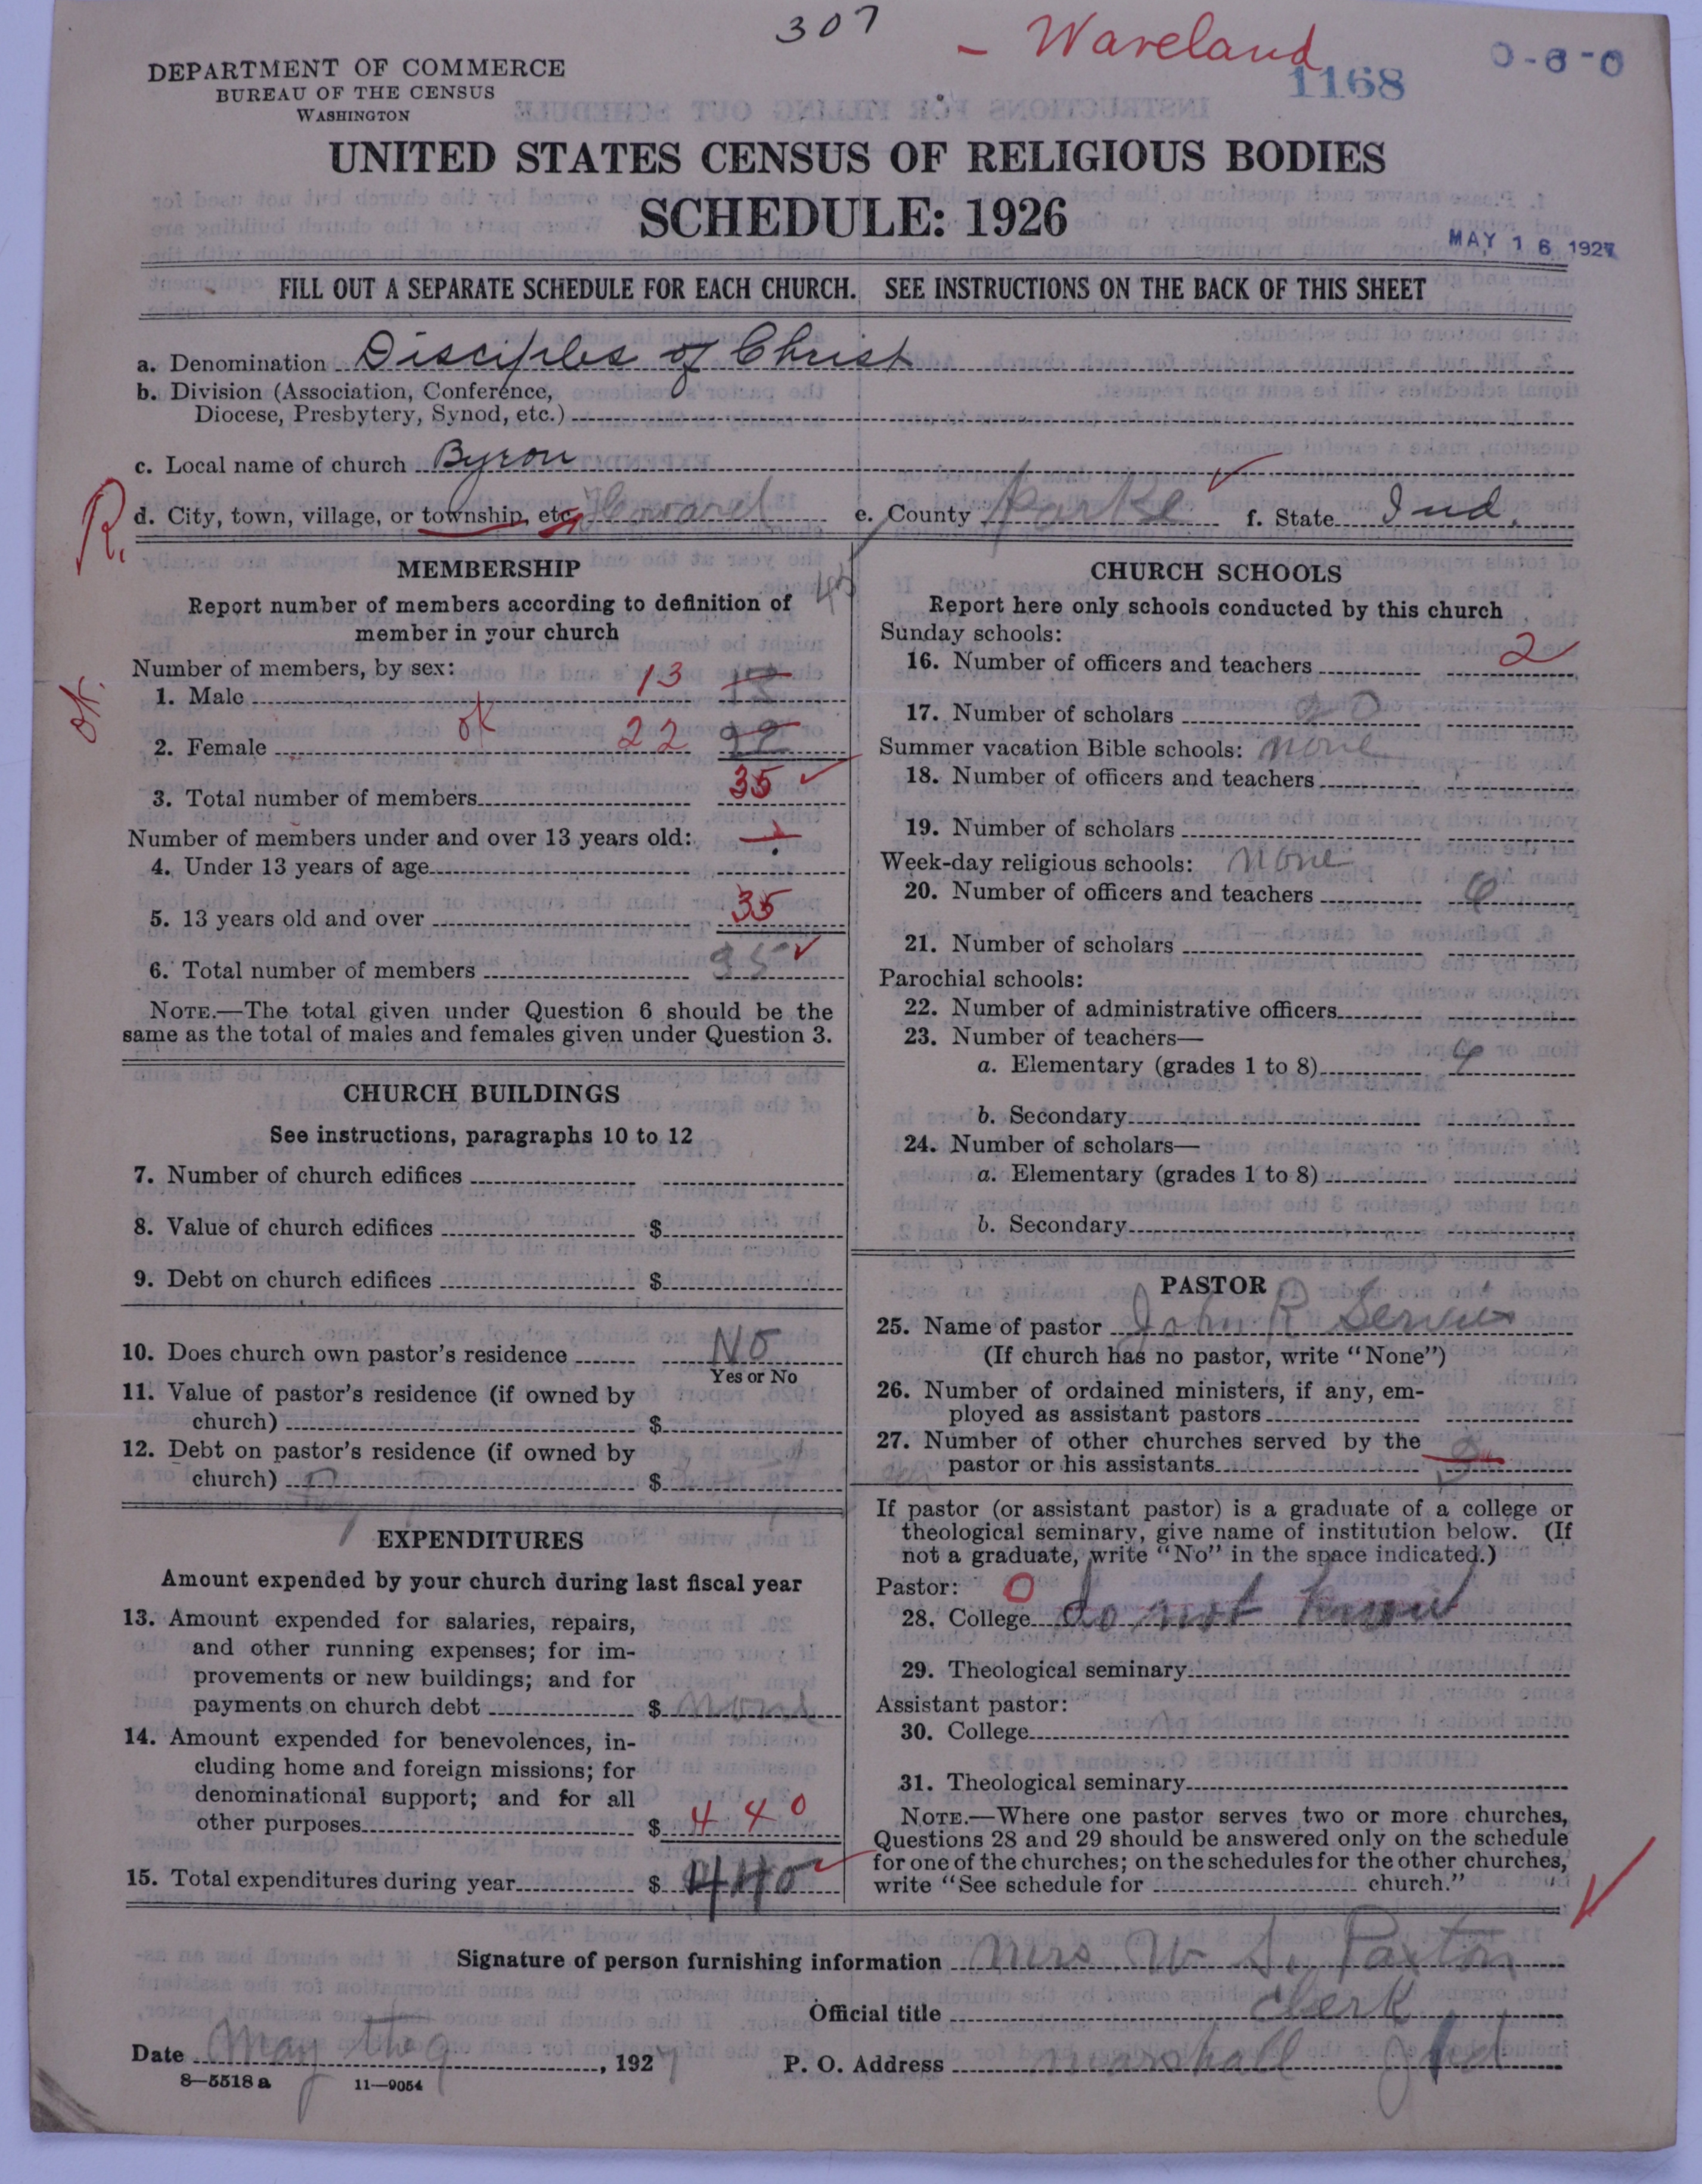 307
- Waveland
1168
0-6-0
DEPARTMENT OF COMMERCE
BUREAU OF THE CENSUS
WASHINGTON
UNITED STATES CENSUS OF RELIGIOUS BODIES
SCHEDULE: 1926
MAY 16 1927
FILL OUT A SEPARATE SCHEDULE FOR EACH CHURCH. SEE INSTRUCTIONS ON THE BACK OF THIS SHEET
a. Denomination Disciples of Christ
b. Division (Association, Conference,
Diocese, Presbytery, Synod, etc.)
c. Local name of church Byron
R. d. City, town, village, or township, etc. Howard e. County Parke f. State Ind.
MEMBERSHIP
Report number of members according to definition of
member in your church
Number of members, by sex:
ok.
1. Male 13
2. Female ok 22
3. Total number of members 35
Number of members under and over 13 years old:
4. Under 13 years of age
5. 13 years old and over 35
6. Total number of members 35
NOTE.—The total given under Question 6 should be the
same as the total of males and females given under Question 3.
CHURCH BUILDINGS
See instructions, paragraphs 10 to 12
7. Number of church edifices
8. Value of church edifices $
9. Debt on church edifices $
10. Does church own pastor's residence No
Yes or No
11. Value of pastor's residence (if owned by
church) $
12. Debt on pastor's residence (if owned by
church) $
EXPENDITURES
Amount expended by your church during last fiscal year
13. Amount expended for salaries, repairs,
and other running expenses; for im-
provements or new buildings; and for
payments on church debt $
14. Amount expended for benevolences, in-
cluding home and foreign missions; for
denominational support; and for all
other purposes $ 440
15. Total expenditures during year $ 440
CHURCH SCHOOLS
Report here only schools conducted by this church
Sunday schools:
16. Number of officers and teachers 2
17. Number of scholars 20
Summer vacation Bible schools: none
18. Number of officers and teachers
19. Number of scholars
Week-day religious schools: none
20. Number of officers and teachers
21. Number of scholars
Parochial schools:
22. Number of administrative officers
23. Number of teachers—
a. Elementary (grades 1 to 8)
b. Secondary
24. Number of scholars—
a. Elementary (grades 1 to 8)
b. Secondary
PASTOR
25. Name of pastor John R
(If church has no pastor, write "None")
26. Number of ordained ministers, if any, em-
ployed as assistant pastors
27. Number of other churches served by the
pastor or his assistants
If pastor (or assistant pastor) is a graduate of a college or
theological seminary, give name of institution below. (If
not a graduate, write "No" in the space indicated.)
Pastor: 0
28. College do not know
29. Theological seminary
Assistant pastor:
30. College
31. Theological seminary
NOTE.—Where one pastor serves two or more churches,
Questions 28 and 29 should be answered only on the schedule
for one of the churches; on the schedules for the other churches,
write "See schedule for church."
Signature of person furnishing information Mrs. W. S. Paxton
Official title Clerk
Date May the 9, 1927 P. O. Address Marshall Ind
8—5518a 11—9054